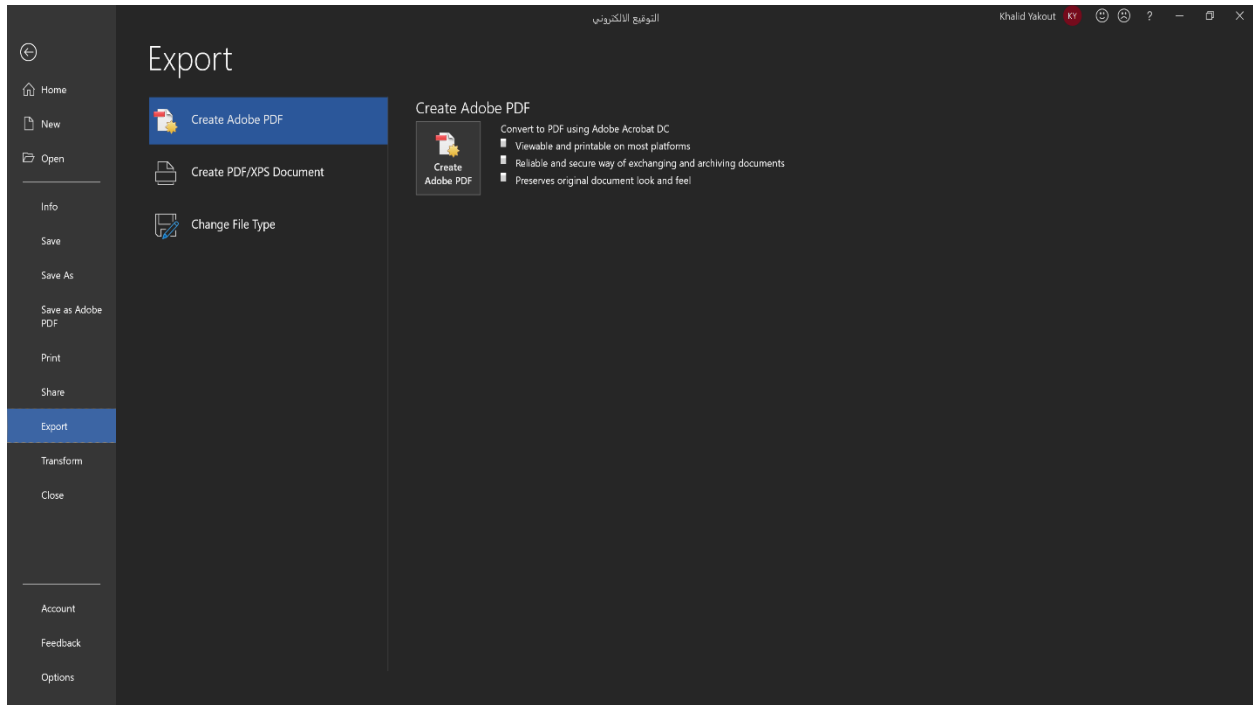 التوقيع الالكتروني
Khalid Yakout KY ?
Export
Home
New
Open
Info
Save
Save As
Save as Adobe
PDF
Print
Share
Export
Transform
Close
Account
Feedback
Options
Create Adobe PDF
Create PDF/XPS Document
Change File Type
Create Adobe PDF
Create
Adobe PDF
Convert to PDF using Adobe Acrobat DC
Viewable and printable on most platforms
Reliable and secure way of exchanging and archiving documents
Preserves original document look and feel